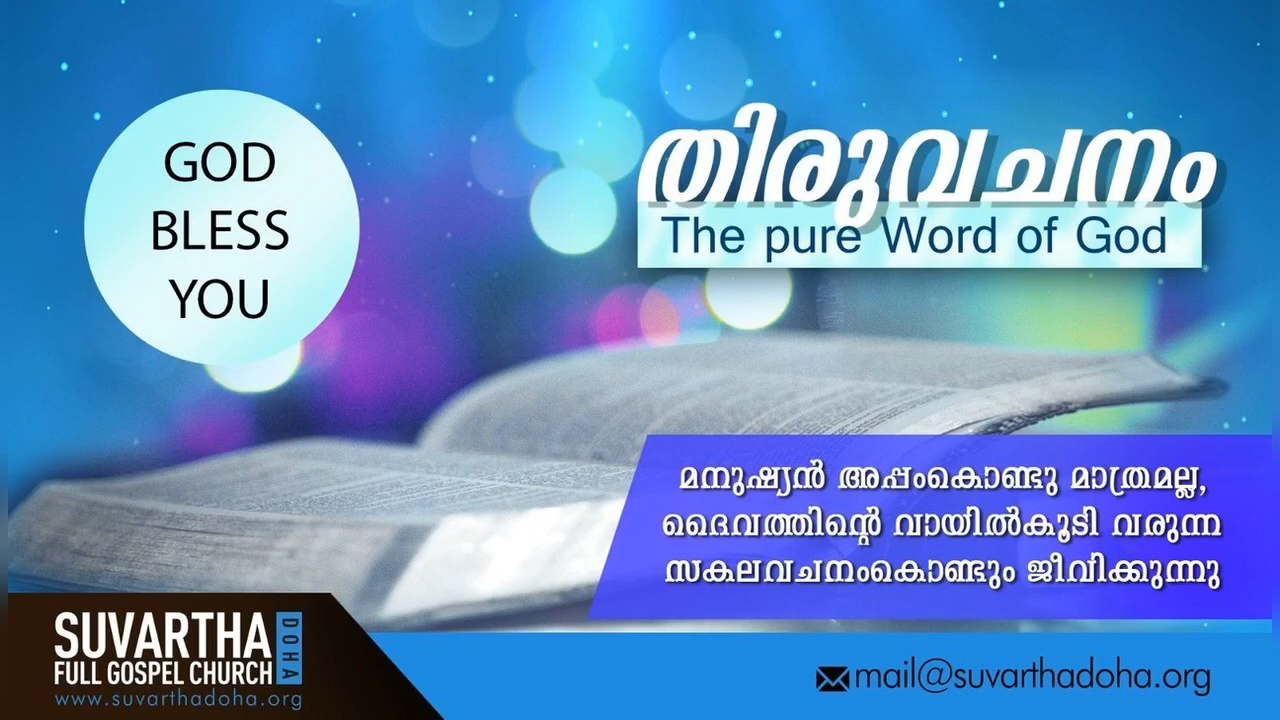 GOD
BLESS
YOU
തിരുവചനം
The pure Word of God
മനുഷ്യൻ അപ്പംകൊണ്ടു മാത്രമല്ല,
ദൈവത്തിന്റെ വായിൽകൂടി വരുന്ന
സകലവചനംകൊണ്ടും ജീവിക്കുന്നു
SUVARTHA DOHA
FULL GOSPEL CHURCH
www.suvarthadoha.org
mail@suvarthadoha.org